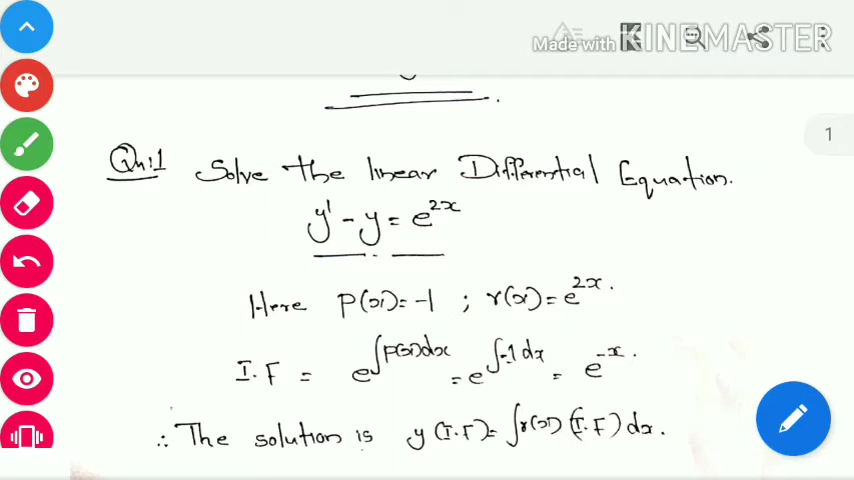 Made with KINEMASTER
1
Qn:1 Solve the linear Differential Equation.
y' - y = e^2x
Here P(x) = -1 ; r(x) = e^2x.
I.F = e^∫P(x)dx = e^∫-1 dx = e^-x.
∴ The solution is y (I.F) = ∫r(x) (I.F) dx.